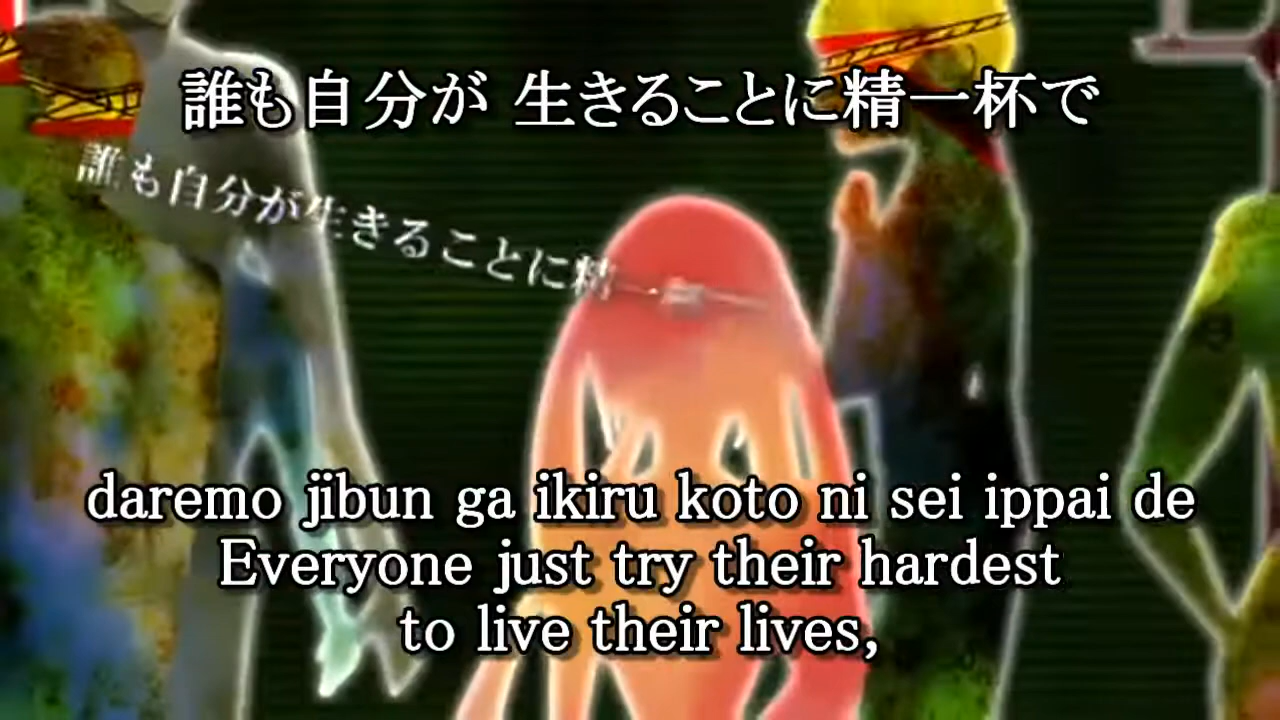 誰も自分が 生きることに精一杯で
誰も自分が生きることに精一
daremo jibun ga ikiru koto ni sei ippai de
Everyone just try their hardest
to live their lives,